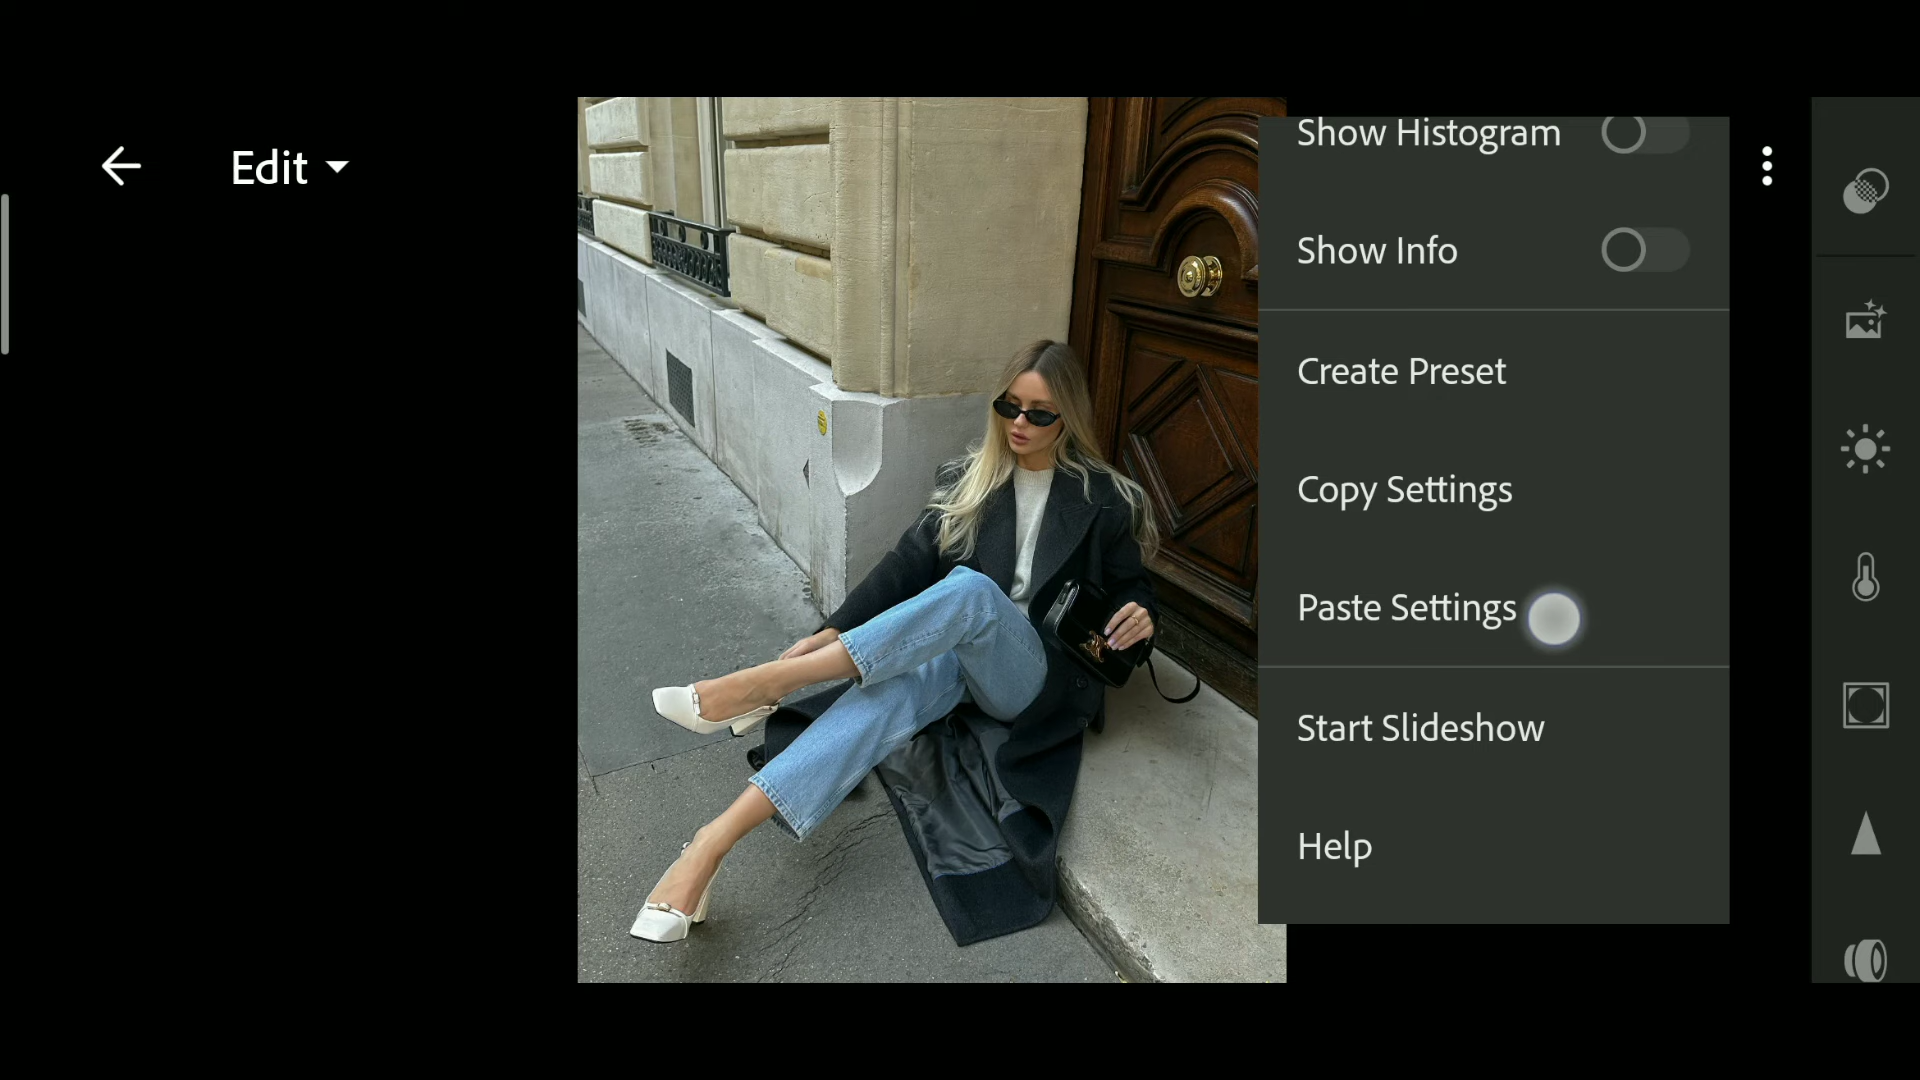 Edit
Show Histogram
Show Info
Create Preset
Copy Settings
Paste Settings
Start Slideshow
Help